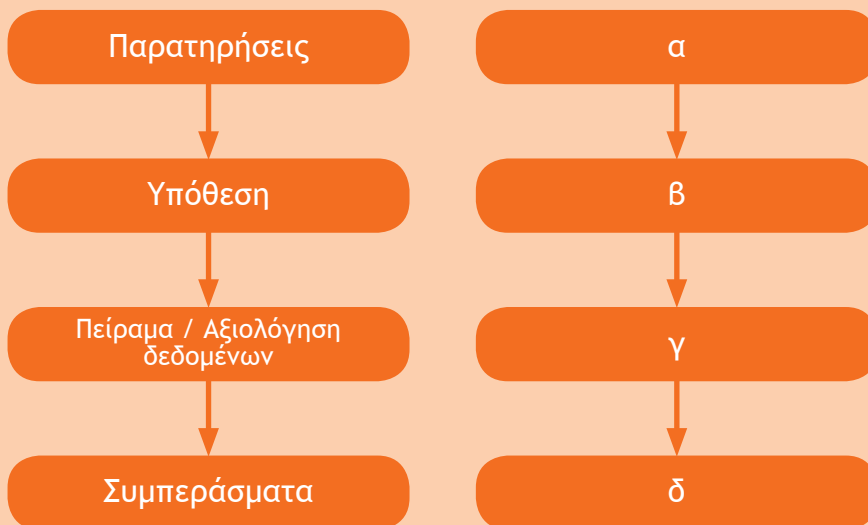 Παρατηρήσεις
α
Υπόθεση
β
Πείραμα / Αξιολόγηση
δεδομένων
γ
Συμπεράσματα
δ